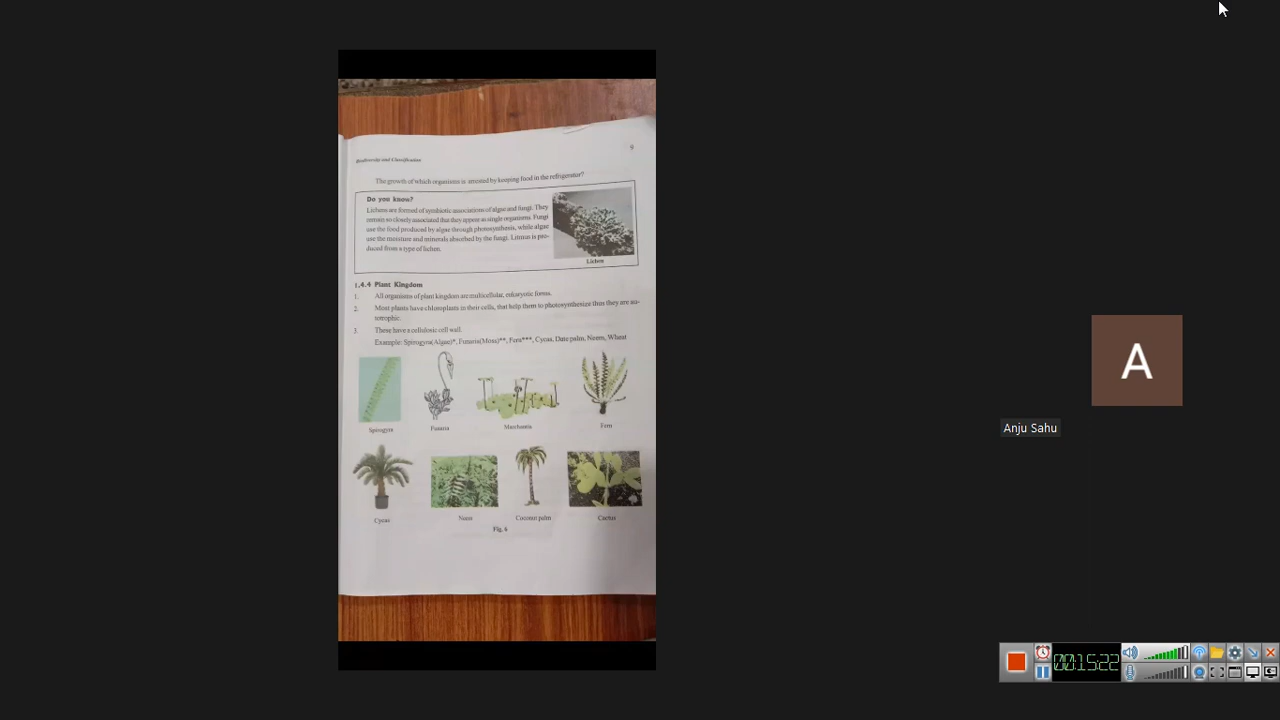 Biodiversity and Classification
The growth of which organisms is arrested by keeping food in the refrigerator?
Do you know?
Lichens are formed of symbiotic associations of algae and fungi. They
remain so closely associated that they appear as single organisms. Fungi
use the food produced by algae through photosynthesis, while algae
use the moisture and minerals absorbed by the fungi. Litmus is pro-
duced from a type of lichen.
Lichen
1.4.4 Plant Kingdom
1. All organisms of plant kingdom are multicellular, eukaryotic forms.
2. Most plants have chloroplasts in their cells, that help them to photosynthesize thus they are au-
totrophic.
3. These have a cellulosic cell wall.
Example: Spirogyra(Algae)*, Funaria(Moss)**, Fern***, Cycas, Date palm, Neem, Wheat
Spirogyra Funaria Marchantia Fern
Cycas Neem Coconut palm Cactus
Fig. 6
A
Anju Sahu
00:15:22